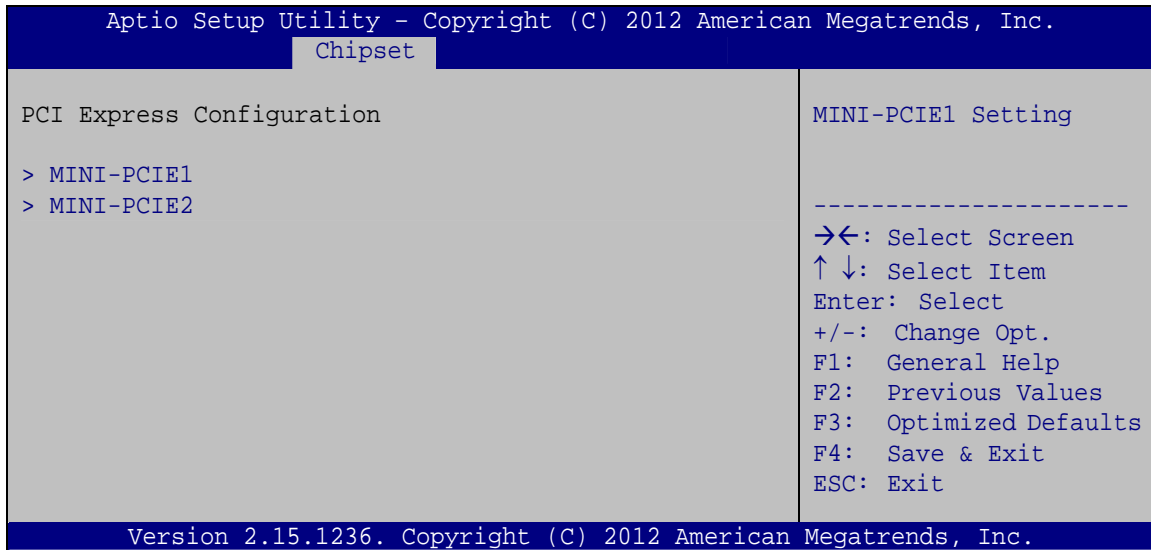 Aptio Setup Utility – Copyright (C) 2012 American Megatrends, Inc.
Chipset
PCI Express Configuration
> MINI-PCIE1
> MINI-PCIE2
MINI-PCIE1 Setting
----------------------
→←: Select Screen
↑ ↓: Select Item
Enter: Select
+/-: Change Opt.
F1: General Help
F2: Previous Values
F3: Optimized Defaults
F4: Save & Exit
ESC: Exit
Version 2.15.1236. Copyright (C) 2012 American Megatrends, Inc.